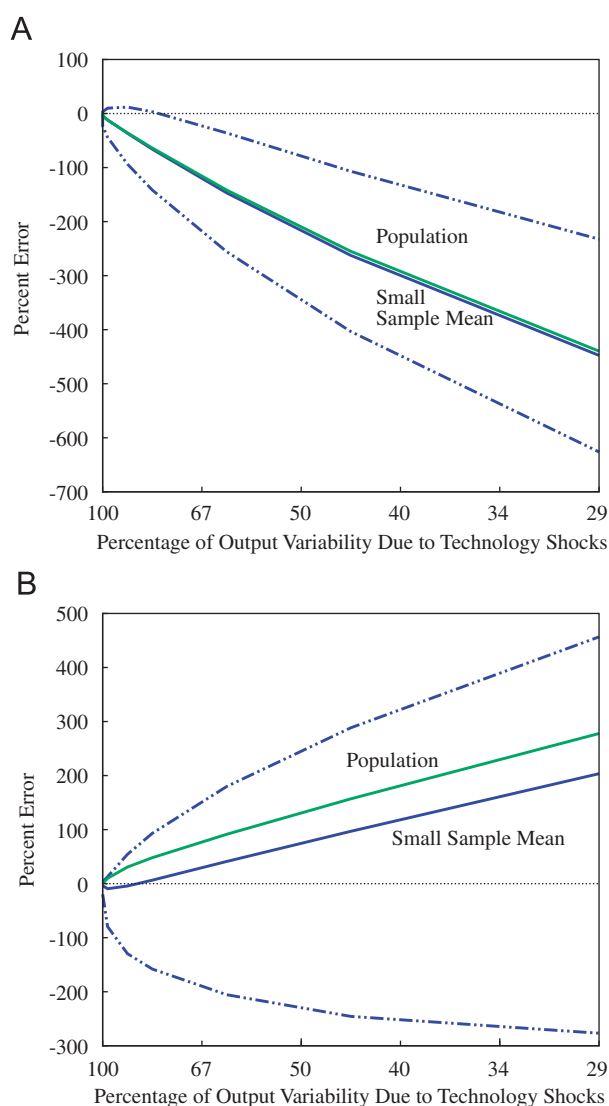 A
100
0
-100
-200
-300
-400
-500
-600
-700
Percent Error
Population
Small
Sample Mean
100 67 50 40 34 29
Percentage of Output Variability Due to Technology Shocks
B
500
400
300
200
100
0
-100
-200
-300
Percent Error
Population
Small Sample Mean
100 67 50 40 34 29
Percentage of Output Variability Due to Technology Shocks